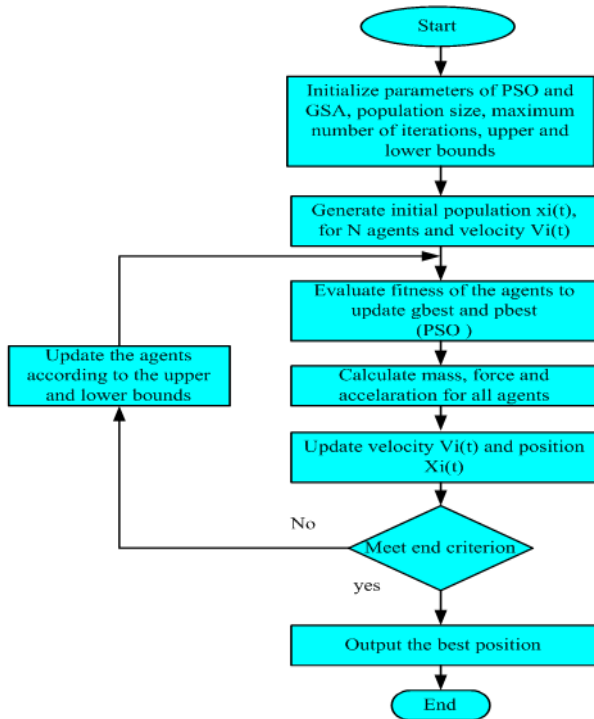 Start
Initialize parameters of PSO and
GSA, population size, maximum
number of iterations, upper and
lower bounds
Generate initial population xi(t),
for N agents and velocity Vi(t)
Evaluate fitness of the agents to
update gbest and pbest
(PSO )
Update the agents
according to the upper
and lower bounds
Calculate mass, force and
accelaration for all agents
Update velocity Vi(t) and position
Xi(t)
No
Meet end criterion
yes
Output the best position
End